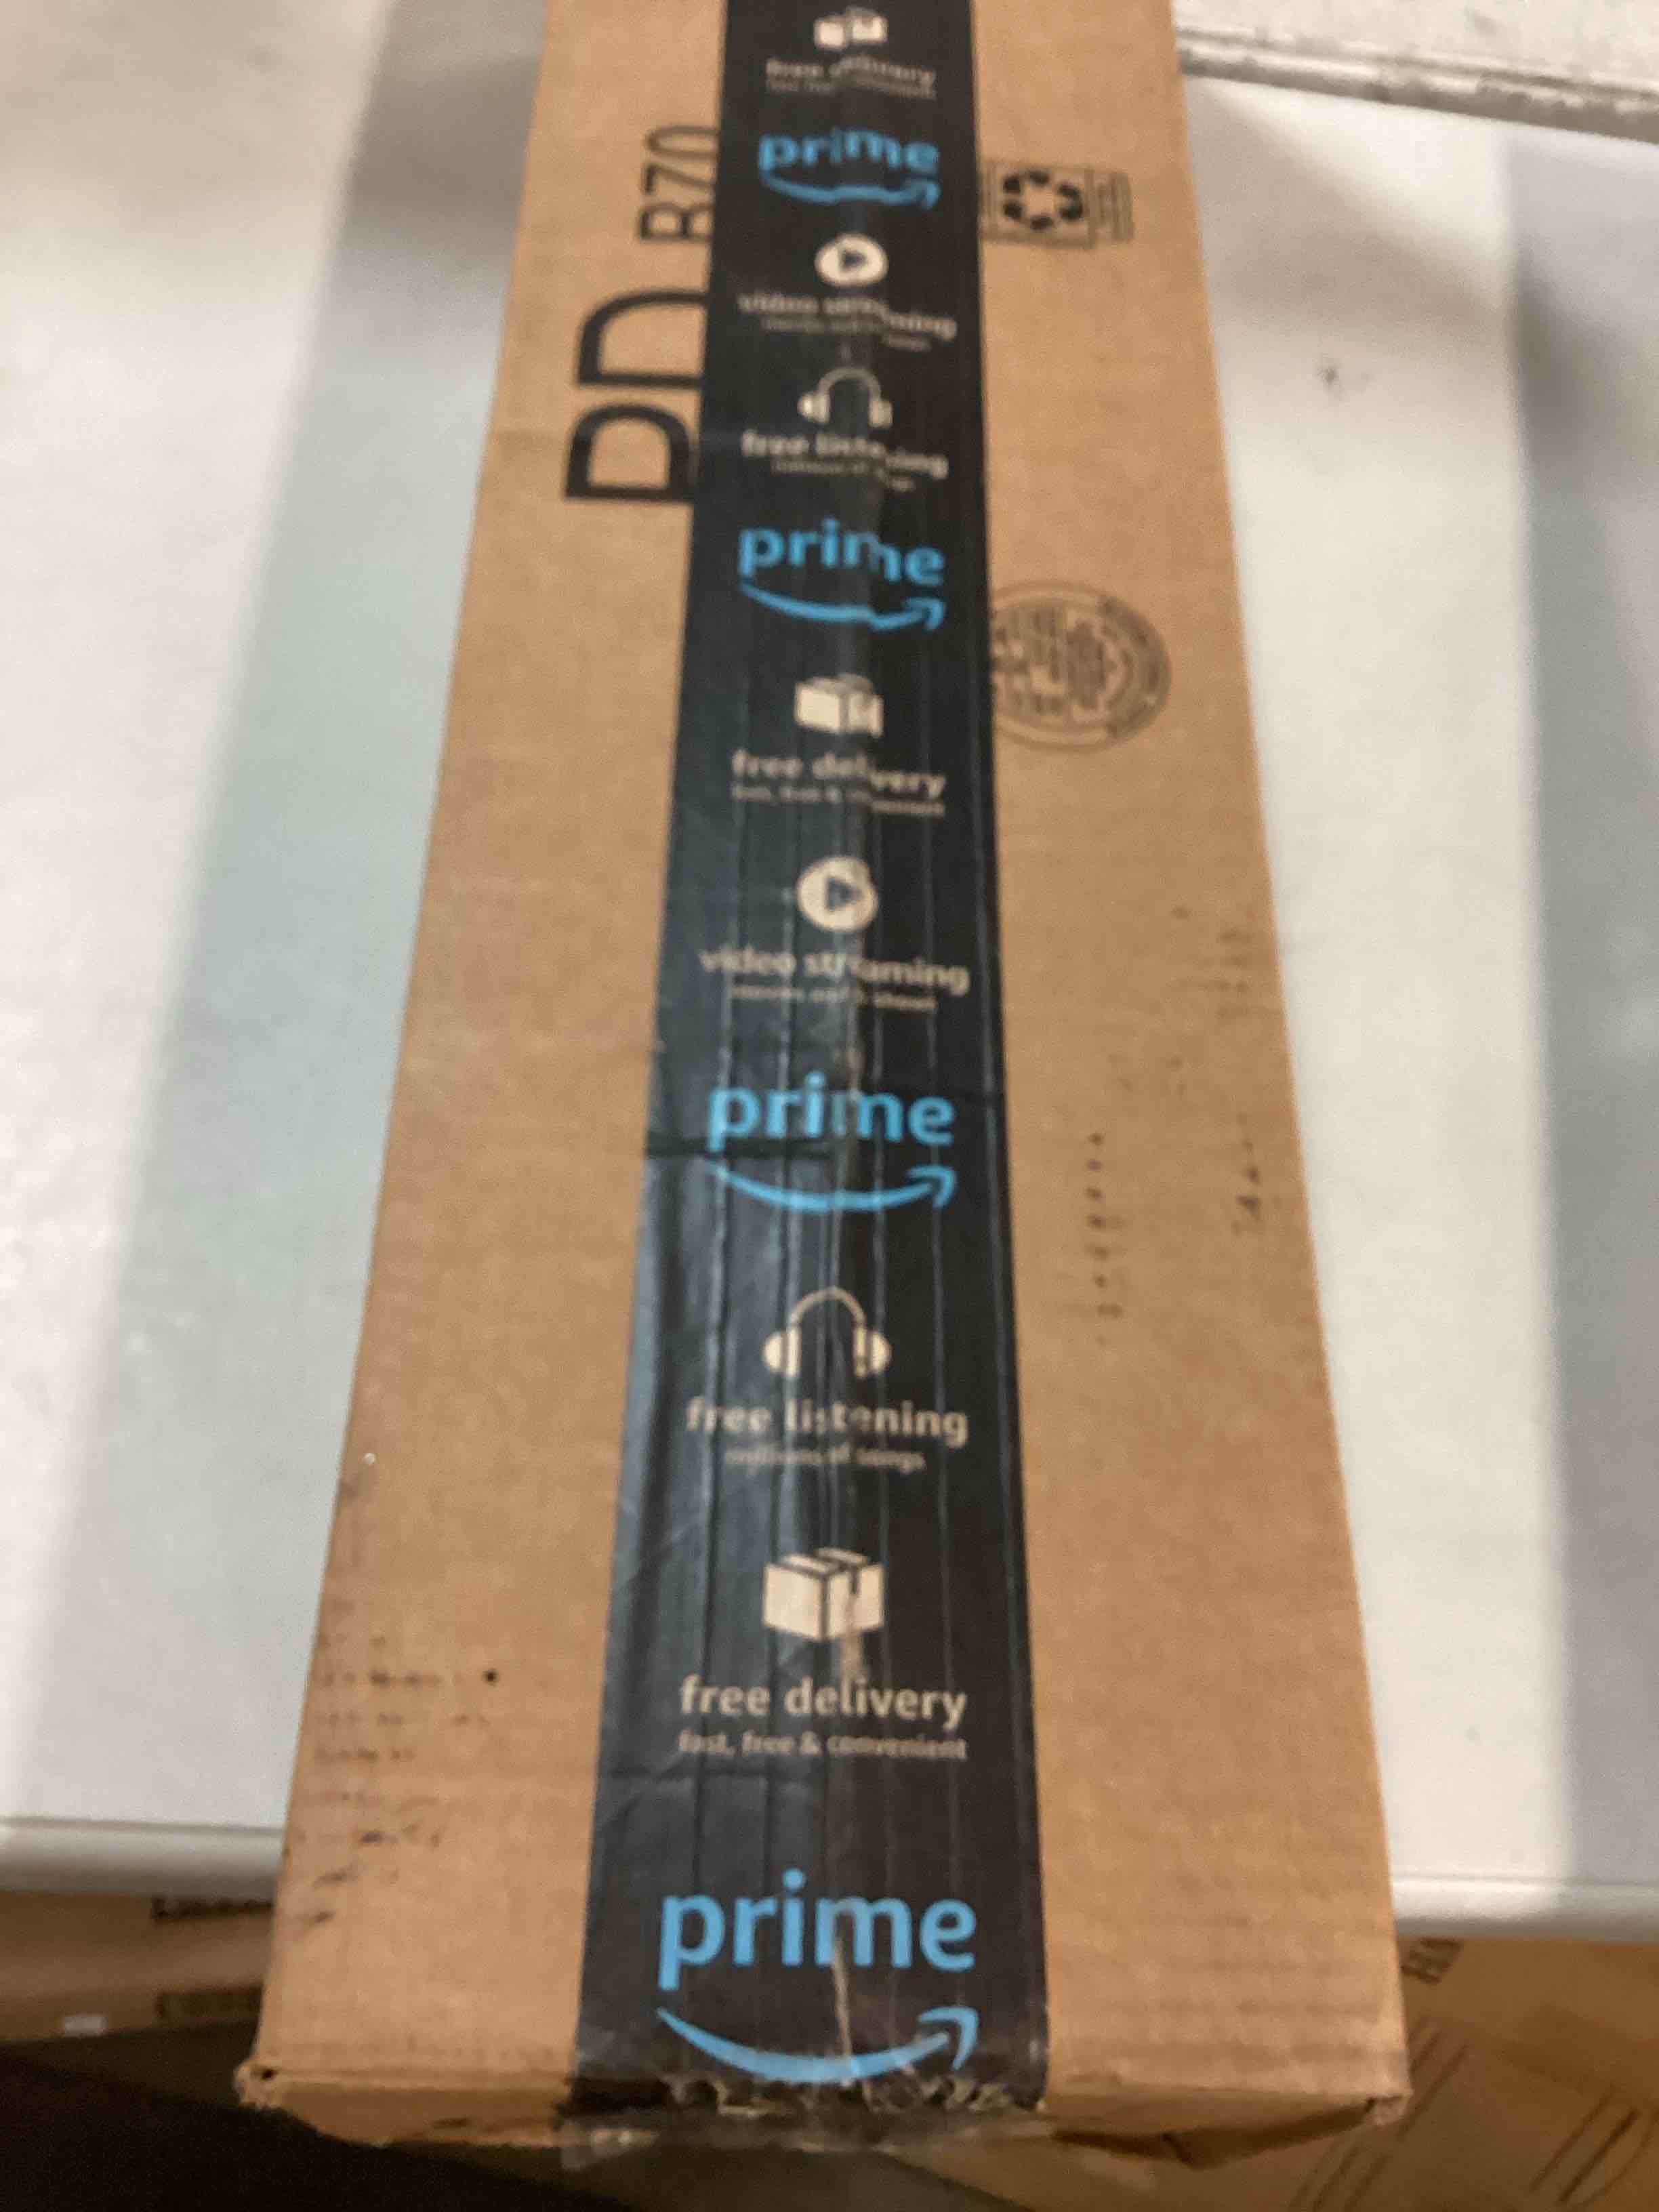 free delivery
prime
B70
video streaming
PD
free listening
prime
free delivery
fast, free & convenient
video streaming
prime
free listening
millions of songs
free delivery
fast, free & convenient
prime